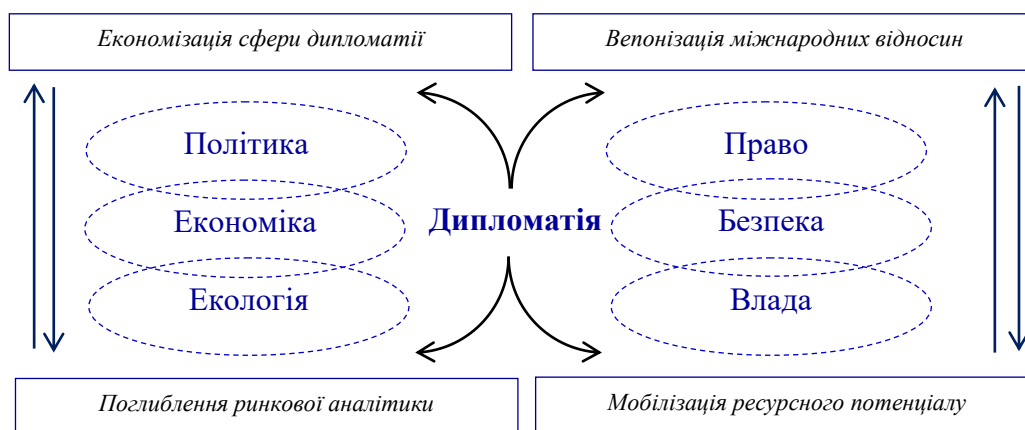 Економізація сфери дипломатії
Вепонізація міжнародних відносин
Політика
Право
Економіка
Дипломатія
Безпека
Екологія
Влада
Поглиблення ринкової аналітики
Мобілізація ресурсного потенціалу